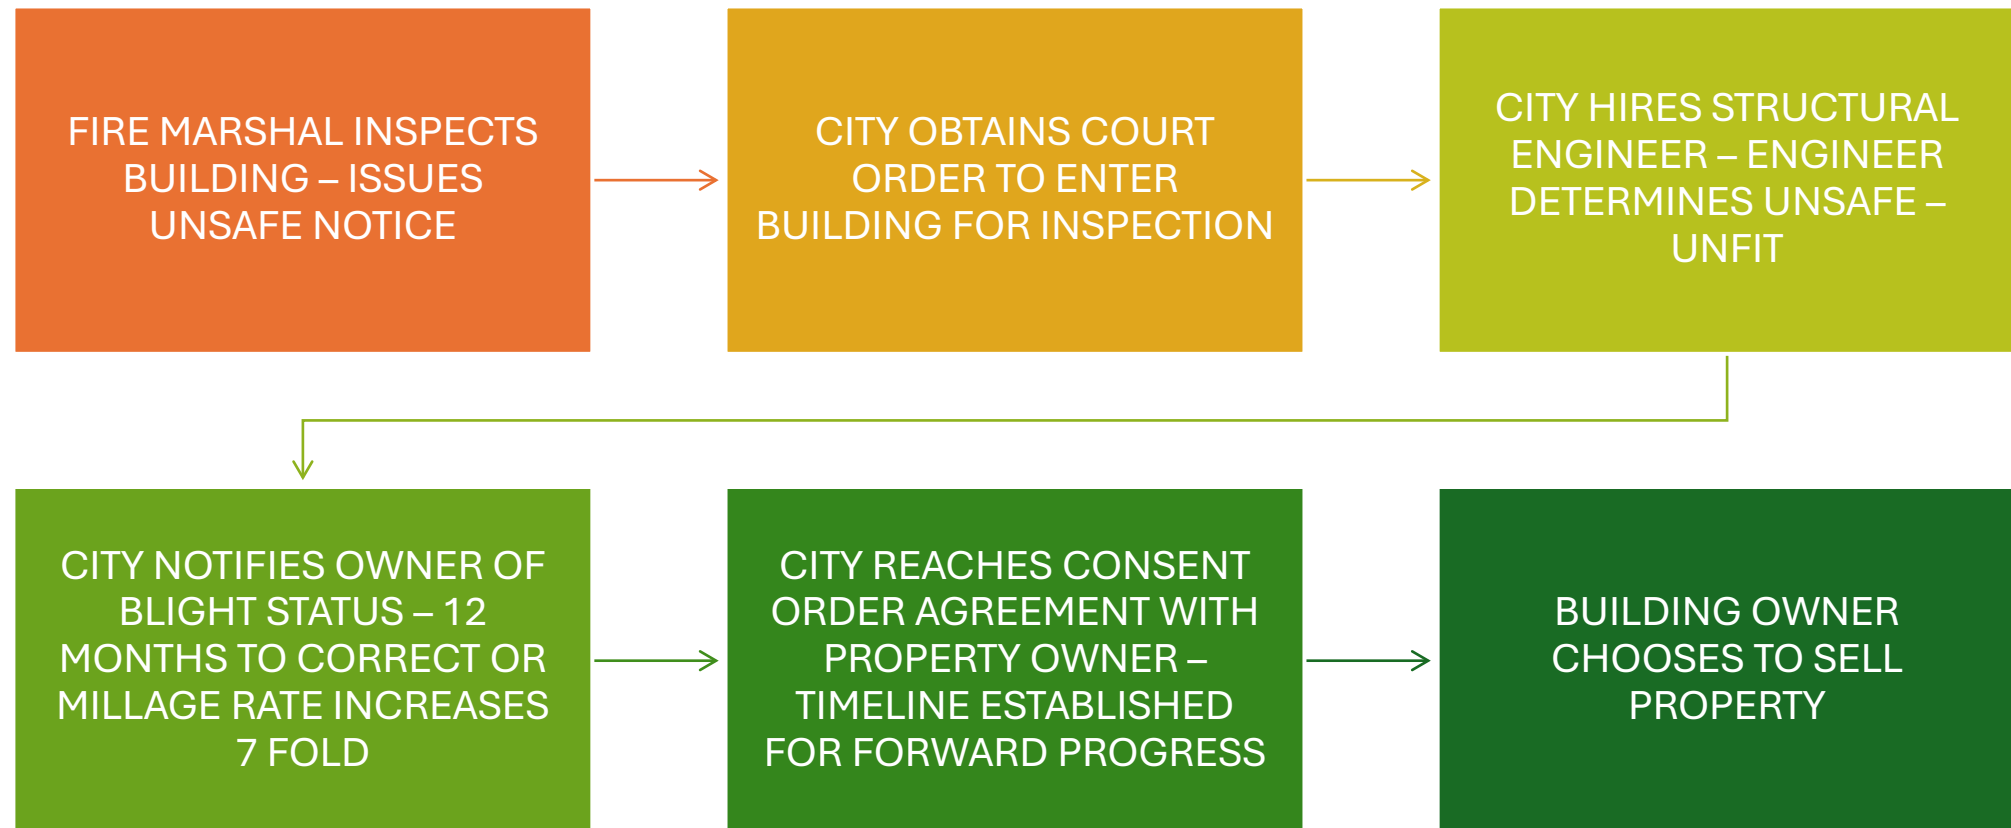 FIRE MARSHAL INSPECTS
BUILDING – ISSUES
UNSAFE NOTICE
CITY OBTAINS COURT
ORDER TO ENTER
BUILDING FOR INSPECTION
CITY HIRES STRUCTURAL
ENGINEER – ENGINEER
DETERMINES UNSAFE –
UNFIT
CITY NOTIFIES OWNER OF
BLIGHT STATUS – 12
MONTHS TO CORRECT OR
MILLAGE RATE INCREASES
7 FOLD
CITY REACHES CONSENT
ORDER AGREEMENT WITH
PROPERTY OWNER –
TIMELINE ESTABLISHED
FOR FORWARD PROGRESS
BUILDING OWNER
CHOOSES TO SELL
PROPERTY